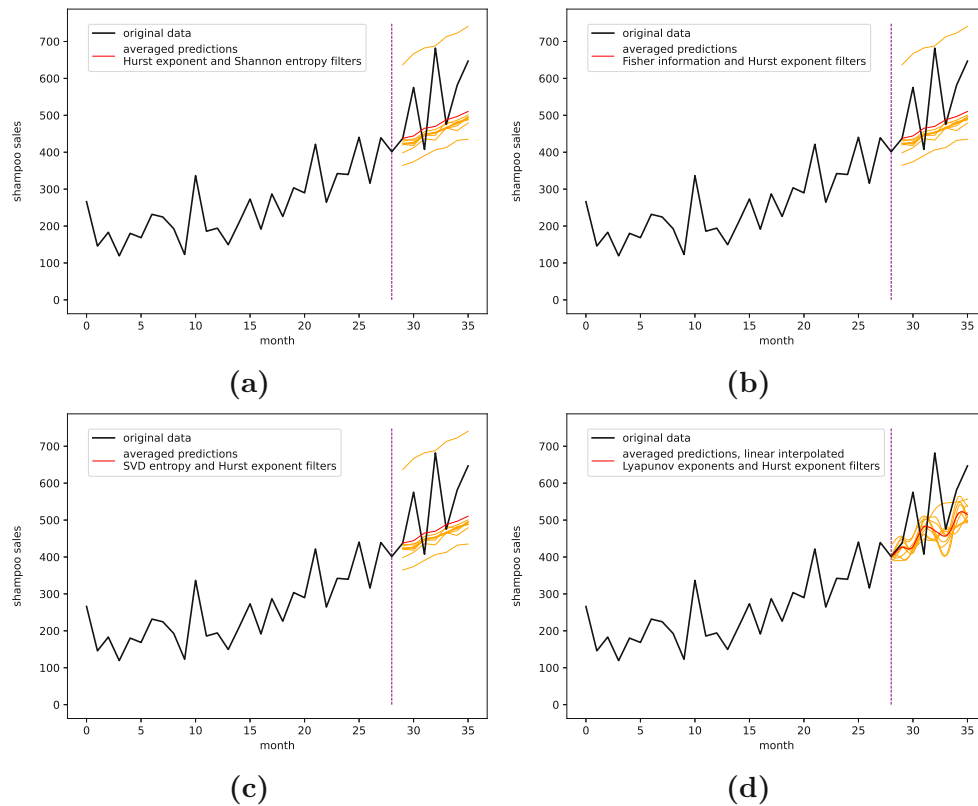 700
600
500
400
300
200
100
0
shampoo sales
original data
averaged predictions
Hurst exponent and Shannon entropy filters
0 5 10 15 20 25 30 35
month
(a)
700
600
500
400
300
200
100
0
shampoo sales
original data
averaged predictions
Fisher information and Hurst exponent filters
0 5 10 15 20 25 30 35
month
(b)
700
600
500
400
300
200
100
0
shampoo sales
original data
averaged predictions
SVD entropy and Hurst exponent filters
0 5 10 15 20 25 30 35
month
(c)
700
600
500
400
300
200
100
0
shampoo sales
original data
averaged predictions, linear interpolated
Lyapunov exponents and Hurst exponent filters
0 5 10 15 20 25 30 35
month
(d)